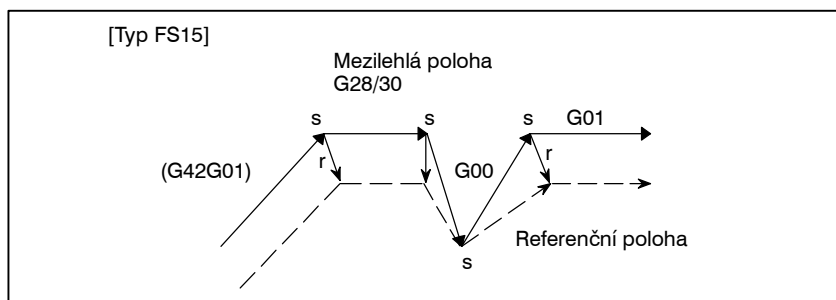 [Typ FS15]
Mezilehlá poloha
G28/30
s
s
s
G01
(G42G01)
r
G00
r
Referenční poloha
s